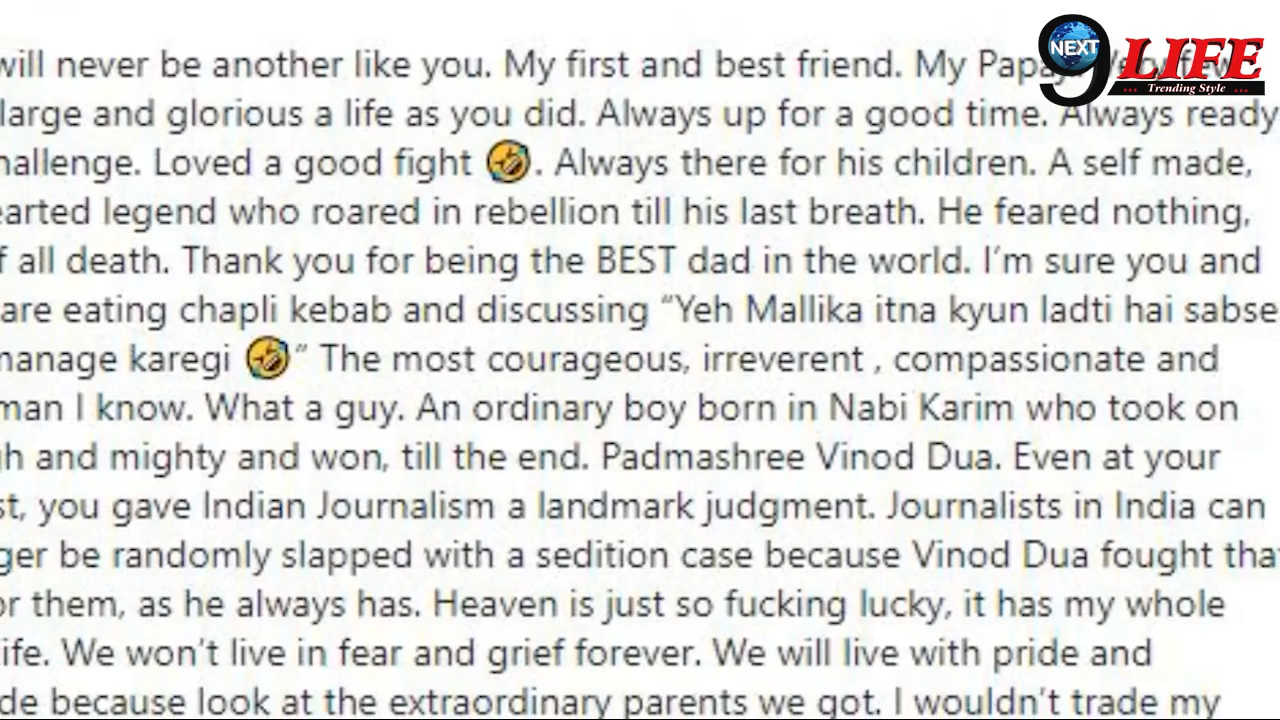 will never be another like you. My first and best friend. My Papaji. Very few
large and glorious a life as you did. Always up for a good time. Always ready
hallenge. Loved a good fight 🤣. Always there for his children. A self made,
earted legend who roared in rebellion till his last breath. He feared nothing,
f all death. Thank you for being the BEST dad in the world. I’m sure you and
are eating chapli kebab and discussing “Yeh Mallika itna kyun ladti hai sabse
manage karegi 🤣” The most courageous, irreverent , compassionate and
man I know. What a guy. An ordinary boy born in Nabi Karim who took on
gh and mighty and won, till the end. Padmashree Vinod Dua. Even at your
st, you gave Indian Journalism a landmark judgment. Journalists in India can
ger be randomly slapped with a sedition case because Vinod Dua fought that
or them, as he always has. Heaven is just so fucking lucky, it has my whole
life. We won’t live in fear and grief forever. We will live with pride and
de because look at the extraordinary parents we got. I wouldn’t trade my
9 NEXT LIFE
... Trending Style ...